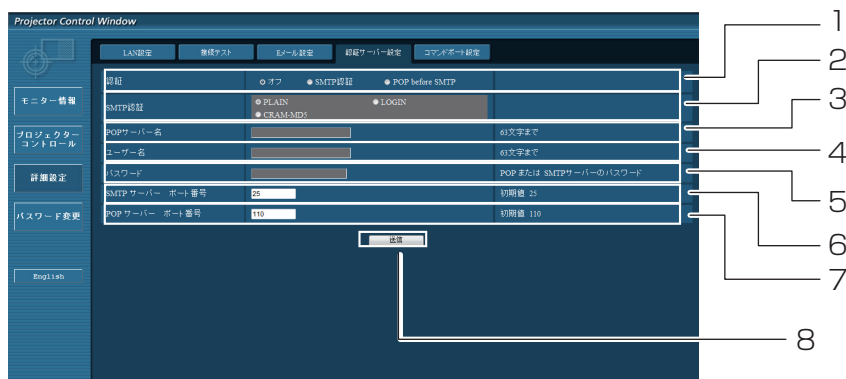 Projector Control Window
LAN設定 接続テスト Eメール設定 認証サーバー設定 コマンドポート設定
認証 オフ SMTP認証 POP before SMTP 1
SMTP認証 PLAIN LOGIN 2
CRAM-MD5
POPサーバー名 63文字まで 3
ユーザー名 63文字まで 4
パスワード POP または SMTPサーバーのパスワード 5
SMTP サーバー ポート番号 25 初期値 25 6
POP サーバー ポート番号 110 初期値 110 7
送信 8
モニター情報
プロジェクター
コントロール
詳細設定
パスワード変更
English